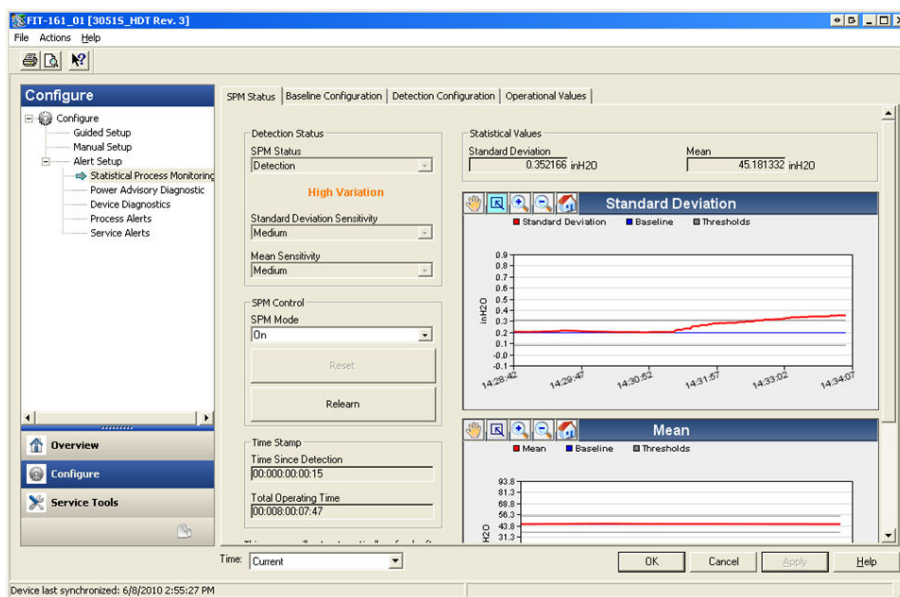 FIT-161_01 [3051S_HDT Rev. 3]
File Actions Help
Configure
Configure
Guided Setup
Manual Setup
Alert Setup
Statistical Process Monitoring
Power Advisory Diagnostic
Device Diagnostics
Process Alerts
Service Alerts
Overview
Configure
Service Tools
SPM Status Baseline Configuration Detection Configuration Operational Values
Detection Status
SPM Status
Detection
High Variation
Standard Deviation Sensitivity
Medium
Mean Sensitivity
Medium
SPM Control
SPM Mode
On
Reset
Relearn
Time Stamp
Time Since Detection
00:000:00:00:15
Total Operating Time
00:008:00:07:47
Statistical Values
Standard Deviation Mean
0.352166 inH2O 45.181332 inH2O
Standard Deviation
Standard Deviation Baseline Thresholds
inH2O
0.9
0.8
0.7
0.6
0.5
0.4
0.3
0.2
0.1
-0.0
-0.1
14:28:42 14:29:47 14:30:52 14:31:57 14:33:02 14:34:07
Mean
Mean Baseline Thresholds
93.8
81.3
68.8
56.3
43.8
31.3
Time: Current
OK Cancel Apply Help
Device last synchronized: 6/8/2010 2:55:27 PM